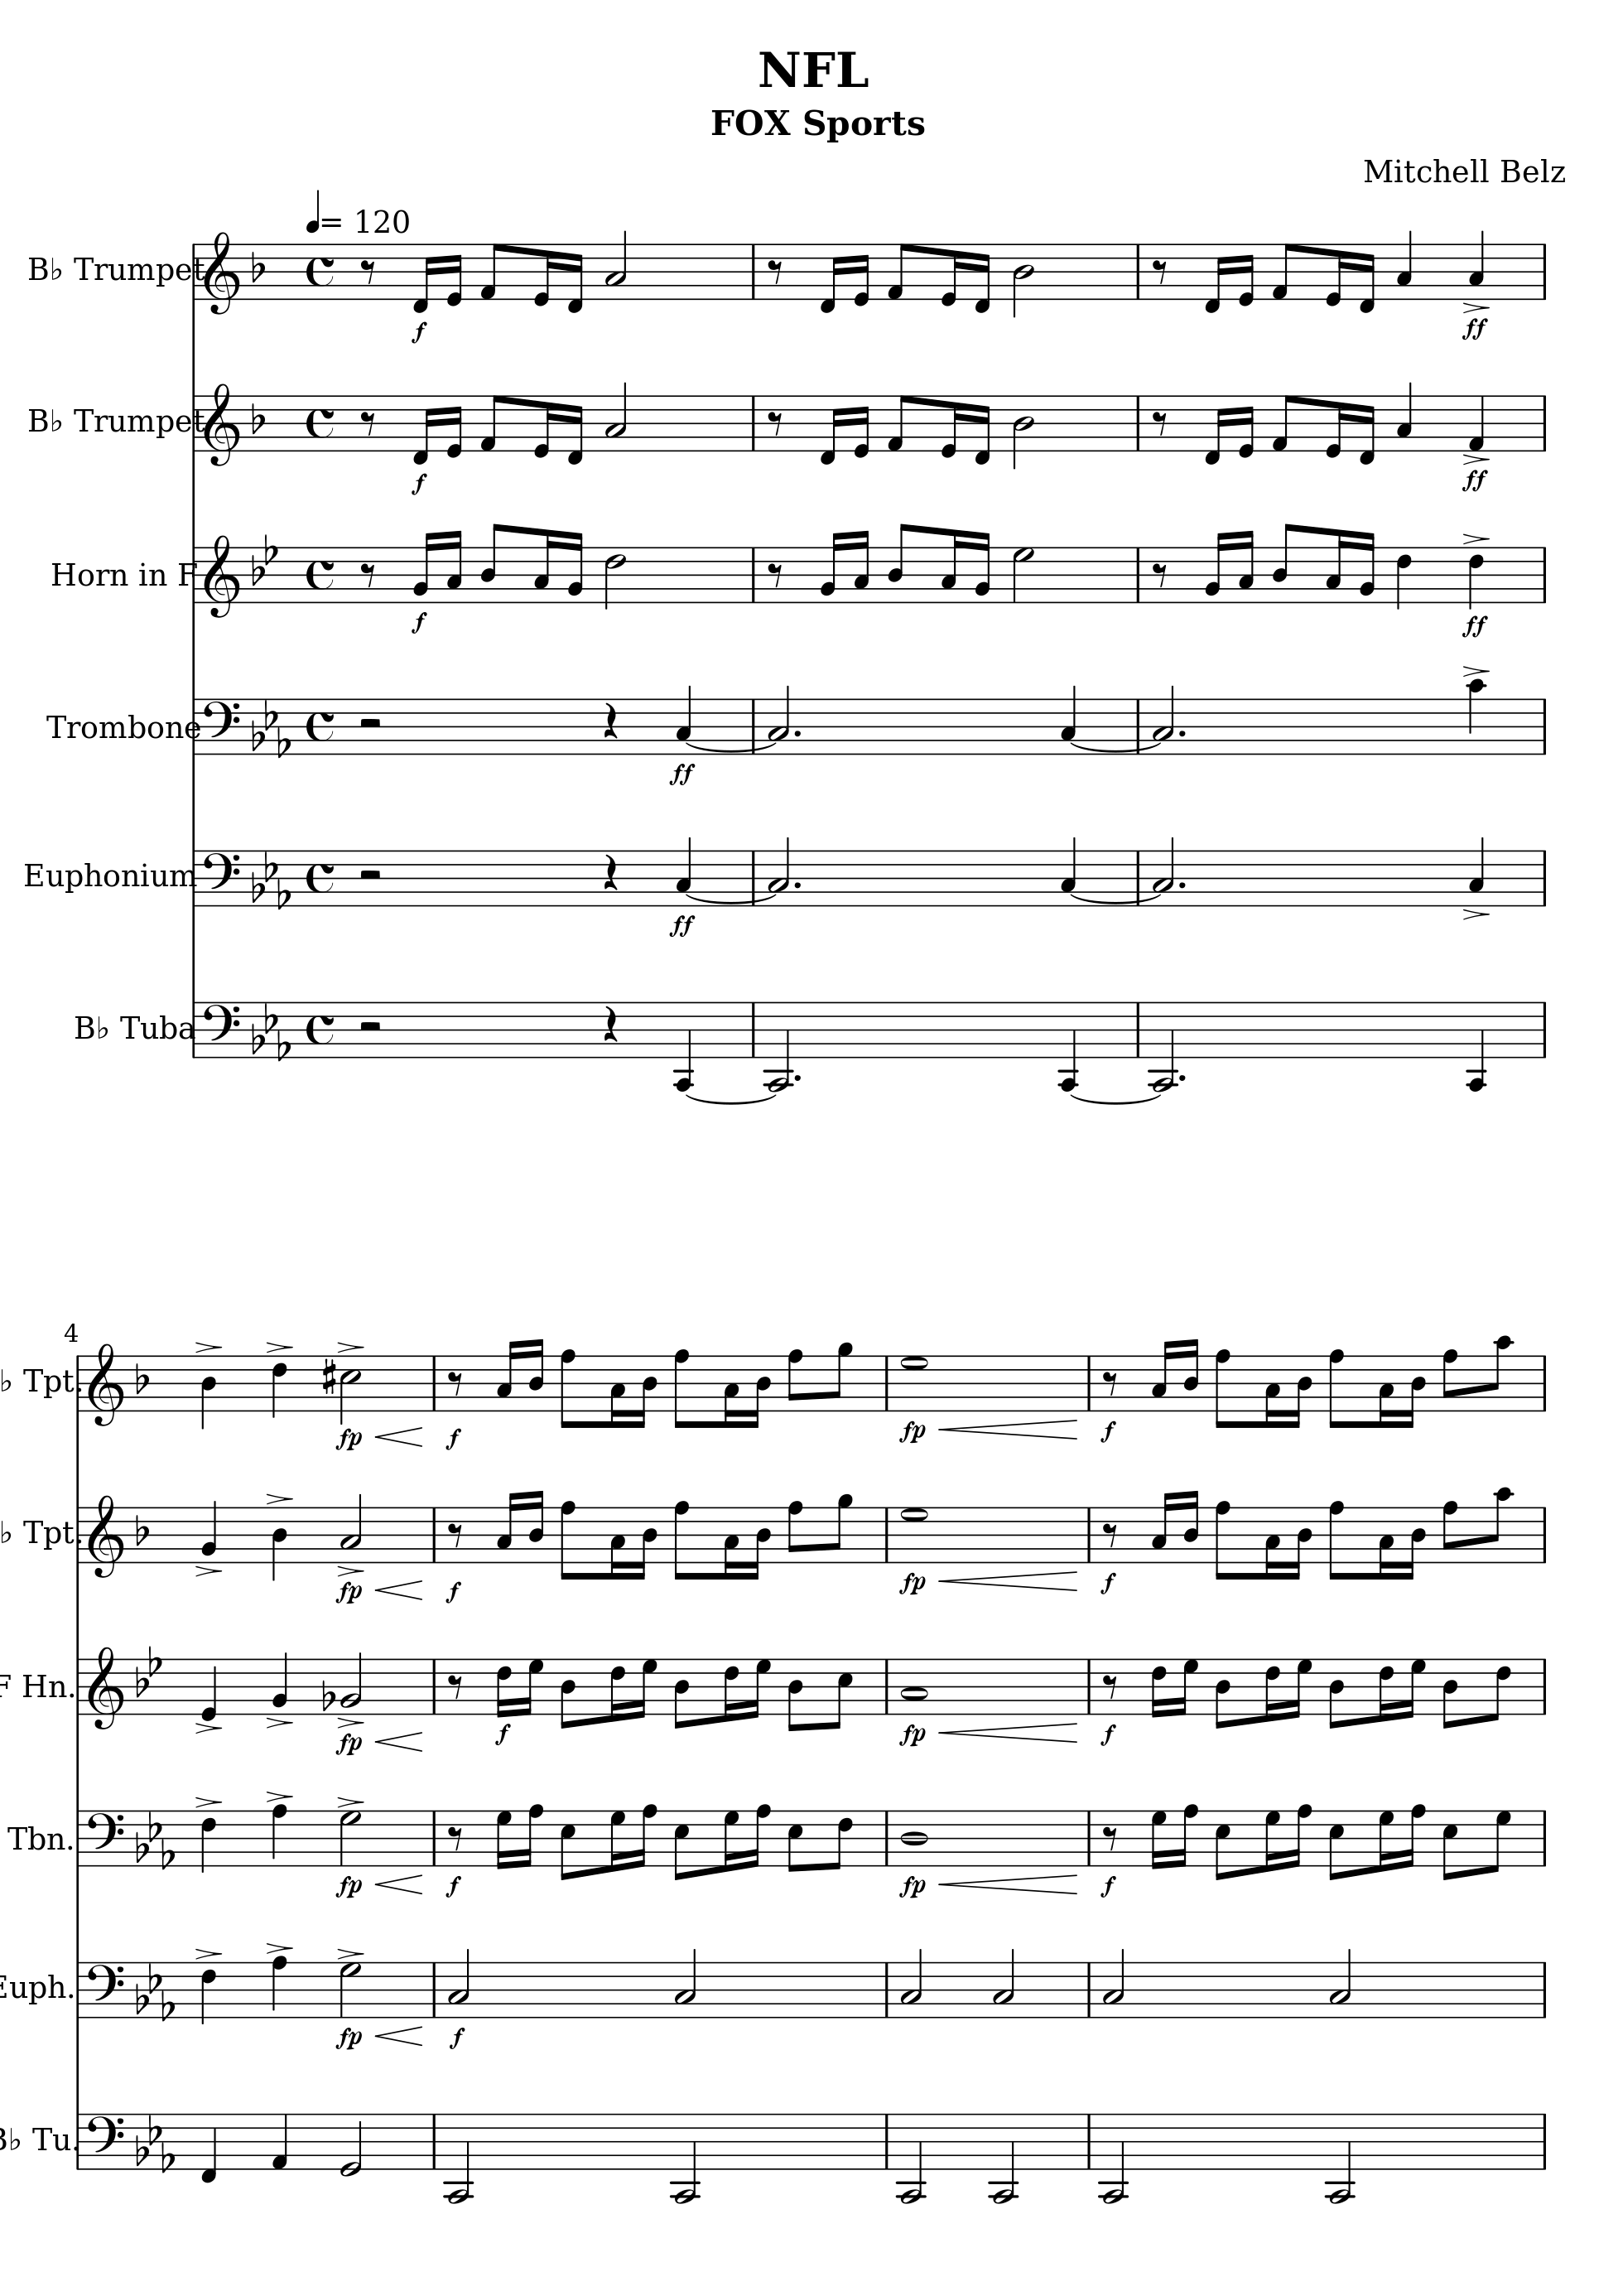 NFL
FOX Sports
Mitchell Belz
= 120
B♭ Trumpet
f
ff
B♭ Trumpet
f
ff
Horn in F
f
ff
Trombone
ff
Euphonium
ff
B♭ Tuba
4
♭ Tpt.
fp f fp f
♭ Tpt.
fp f fp f
F Hn.
fp f fp f
Tbn.
fp f fp f
Euph.
fp f
B♭ Tu.